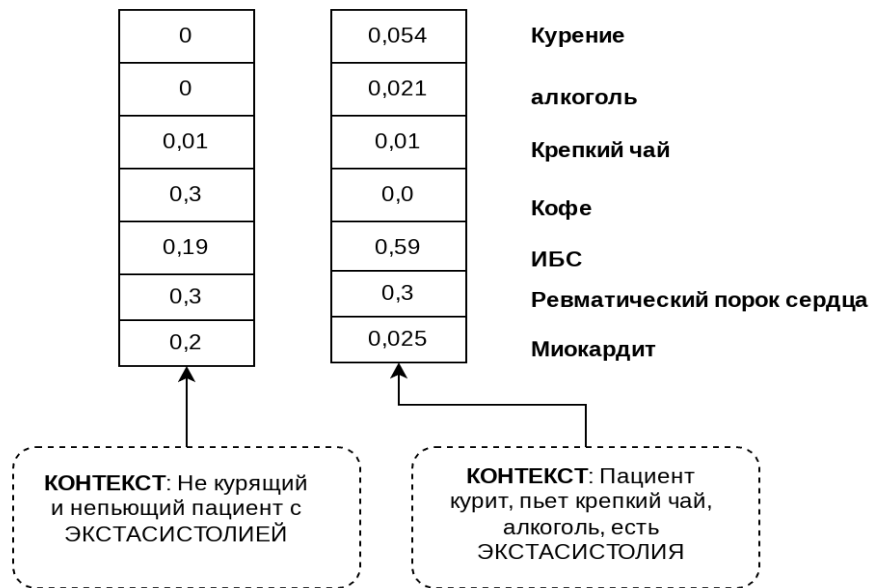 0 0,054 Курение
0 0,021 алкоголь
0,01 0,01 Крепкий чай
0,3 0,0 Кофе
0,19 0,59 ИБС
0,3 0,3 Ревматический порок сердца
0,2 0,025 Миокардит
КОНТЕКСТ: Не курящий
и непьющий пациент с
ЭКСТАСИСТОЛИЕЙ
КОНТЕКСТ: Пациент
курит, пьет крепкий чай,
алкоголь, есть
ЭКСТАСИСТОЛИЯ